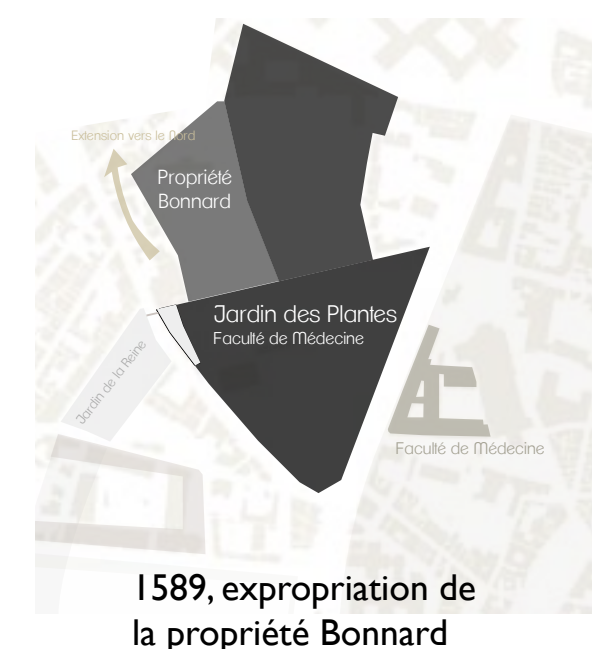 Extension vers le Nord
Propriété
Bonnard
Jardin des Plantes
Faculté de Médecine
Jardin de la Reine
Faculté de Médecine
1589, expropriation de
la propriété Bonnard